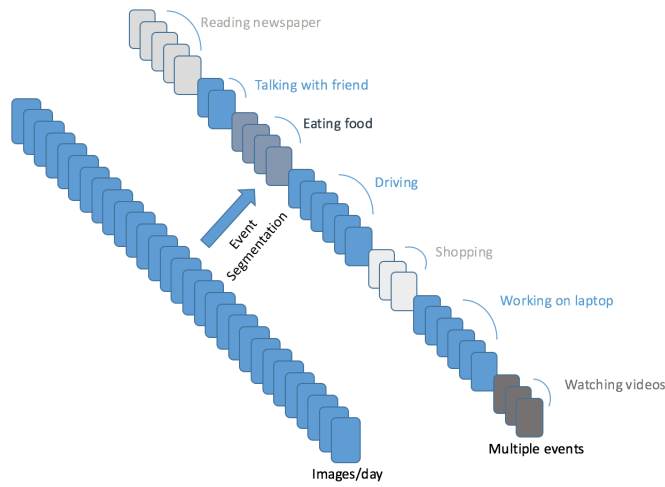 Reading newspaper
Talking with friend
Eating food
Driving
Event
Segmentation
Shopping
Working on laptop
Watching videos
Multiple events
Images/day